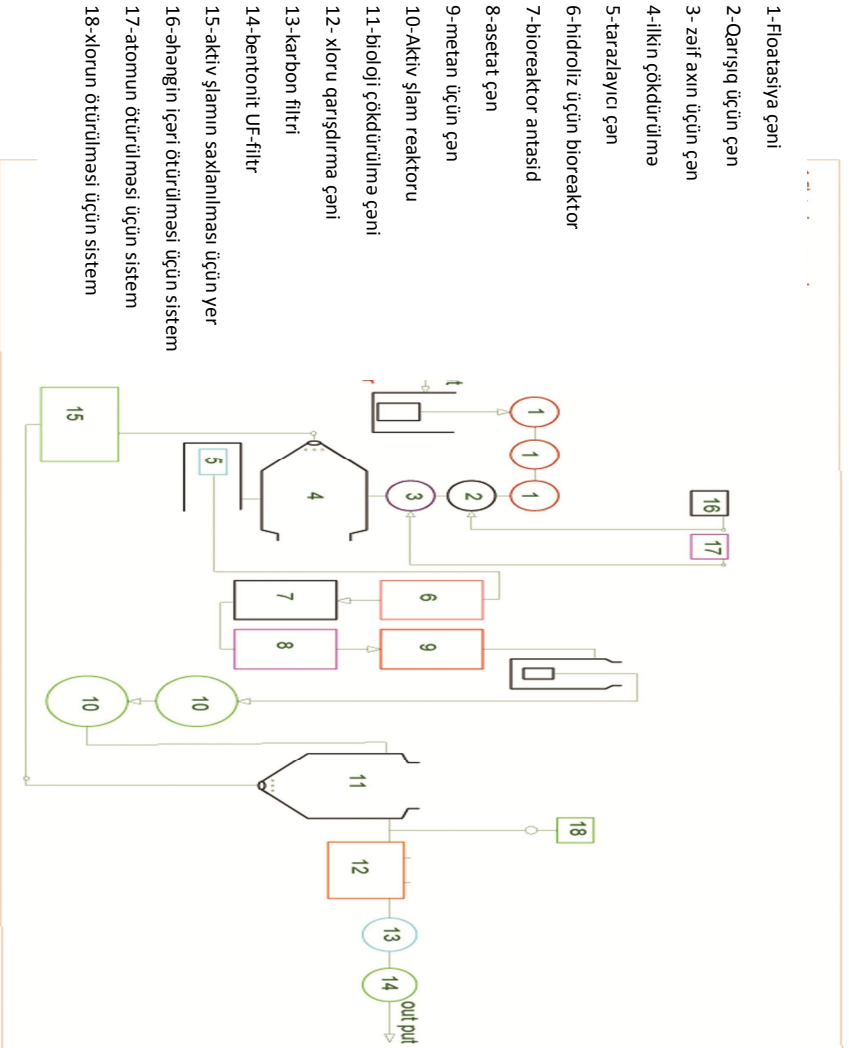 1-Floatasiya çəni
2-Qarışıq üçün çən
3- zəif axın üçün çən
4-ilkin çökdürülmə
5-tarazlayıcı çən
6-hidroliz üçün bioreaktor
7-bioreaktor antasid
8-asetat çən
9-metan üçün çən
10-Aktiv şlam reaktoru
11-bioloji çökdürülmə çəni
12- xloru qarışdırma çəni
13-karbon filtri
14-bentonit UF-filtr
15-aktiv şlamın saxlanılması üçün yer
16-əhəngin içəri ötürülməsi üçün sistem
17-atomun ötürülməsi üçün sistem
18-xlorun ötürülməsi üçün sistem
16
17
1
1
1
2
3
4
5
15
6
7
8
9
10
10
11
18
12
13
14
out put